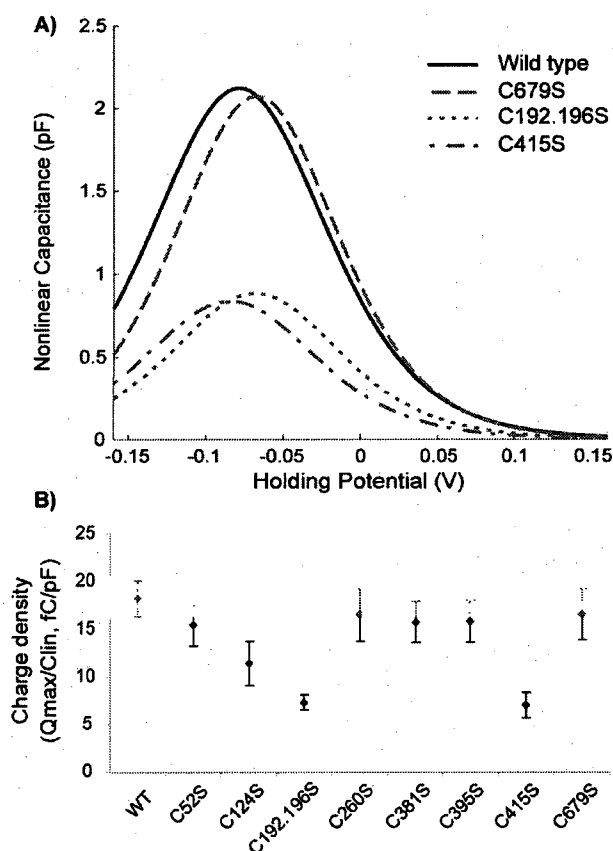 A)
2.5
2
1.5
1
0.5
0
Nonlinear Capacitance (pF)
Wild type
C679S
C192.196S
C415S
-0.15 -0.1 -0.05 0 0.05 0.1 0.15
Holding Potential (V)
B)
25
20
15
10
5
0
Charge density
(Qmax/Clin, fC/pF)
WT C52S C124S C192.196S C260S C381S C395S C415S C679S